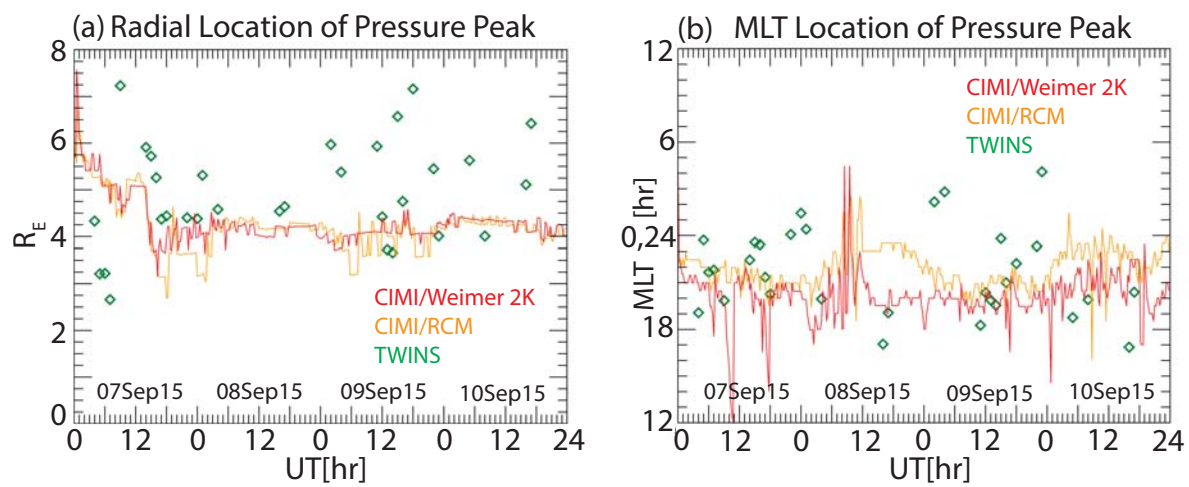 (a) Radial Location of Pressure Peak
8
6
4
2
0
R_E
CIMI/Weimer 2K
CIMI/RCM
TWINS
07Sep15 08Sep15 09Sep15 10Sep15
0 12 0 12 0 12 0 12 24
UT[hr]
(b) MLT Location of Pressure Peak
12
0,24
18
12
MLT [hr]
CIMI/Weimer 2K
CIMI/RCM
TWINS
07Sep15 08Sep15 09Sep15 10Sep15
0 12 0 12 0 12 0 12 24
UT[hr]